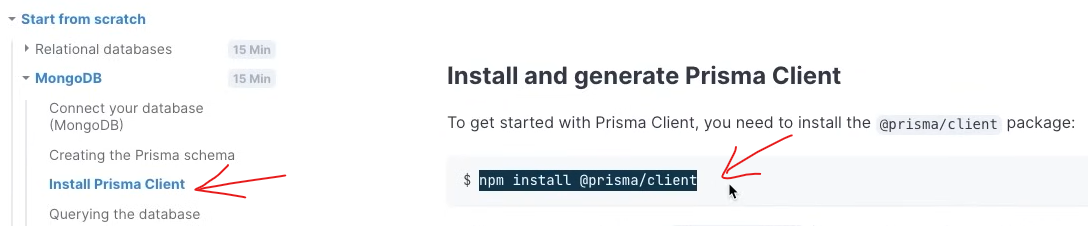 Start from scratch
Relational databases 15 Min
MongoDB 15 Min
Connect your database
(MongoDB)
Creating the Prisma schema
Install Prisma Client
Querying the database
Install and generate Prisma Client
To get started with Prisma Client, you need to install the @prisma/client package:
$ npm install @prisma/client